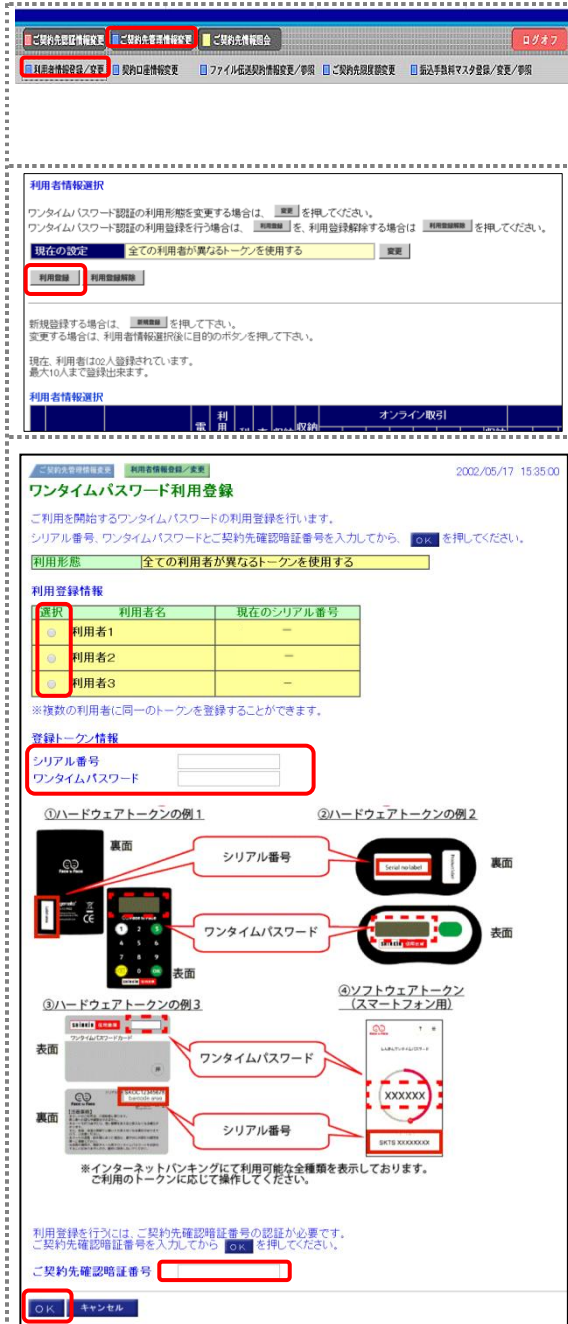 ご契約先認証情報変更 ご契約先管理情報変更 ご契約先情報照会 ログオフ
利用者情報登録／変更 契約口座情報変更 ファイル伝送契約情報変更／参照 ご契約先限度額変更 振込手数料マスタ登録／変更／参照
利用者情報選択
ワンタイムパスワード認証の利用形態を変更する場合は、 変更 を押してください。
ワンタイムパスワード認証の利用登録を行う場合は、 利用登録 を、利用登録解除する場合は 利用登録解除 を押してください。
現在の設定 全ての利用者が異なるトークンを使用する 変更
利用登録 利用登録解除
新規登録する場合は、 新規登録 を押して下さい。
変更する場合は、利用者情報選択後に目的のボタンを押して下さい。
現在、利用者は02人登録されています。
最大10人まで登録出来ます。
利用者情報選択
オンライン取引
ご契約先管理情報変更 利用者情報登録／変更 2002/05/17 15:35:00
ワンタイムパスワード利用登録
ご利用を開始するワンタイムパスワードの利用登録を行います。
シリアル番号、ワンタイムパスワードとご契約先確認暗証番号を入力してから、 OK を押してください。
利用形態 全ての利用者が異なるトークンを使用する
利用登録情報
選択 利用者名 現在のシリアル番号
利用者1 －
利用者2 －
利用者3 －
※複数の利用者に同一のトークンを登録することができます。
登録トークン情報
シリアル番号
ワンタイムパスワード
①ハードウェアトークンの例１ ②ハードウェアトークンの例２
裏面 シリアル番号 Serial no label 裏面
ワンタイムパスワード
1 2 3
4 5 6
7 8 9
0 OK
表面 表面
③ハードウェアトークンの例３ ④ソフトウェアトークン
（スマートフォン用）
表面 ワンタイムパスワードカード
ワンタイムパスワード XXXXXX
裏面 barcode area シリアル番号 SKTS XXXXXXXX
※インターネットバンキングにて利用可能な全種類を表示しております。
ご利用のトークンに応じて操作してください。
利用登録を行うには、ご契約先確認暗証番号の認証が必要です。
ご契約先確認暗証番号を入力してから OK を押してください。
ご契約先確認暗証番号
OK キャンセル